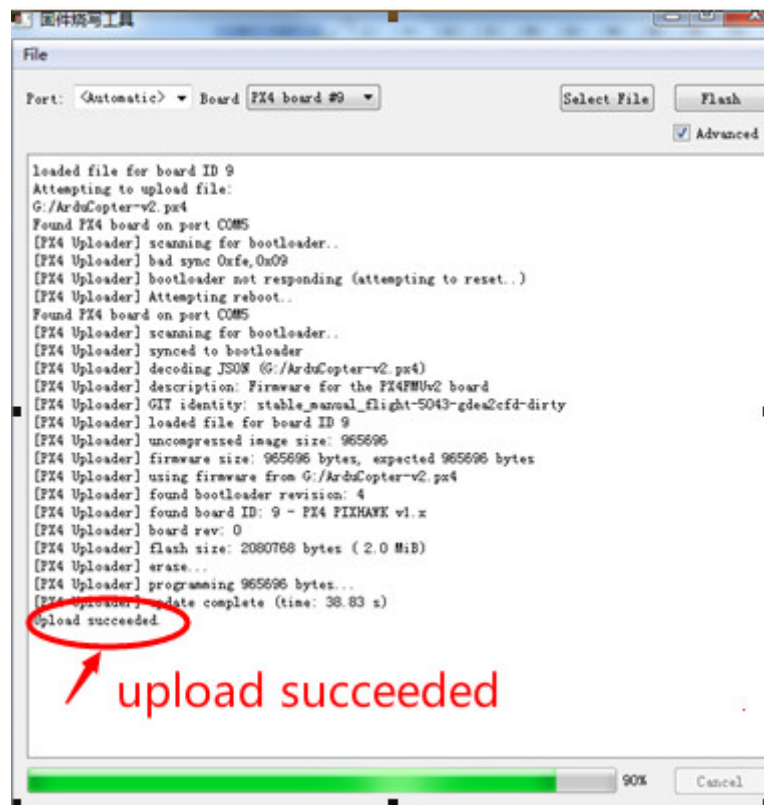 固件烧写工具
File
Port: <Automatic> Board PX4 board #9 Select File Flash
Advanced
loaded file for board ID 9
Attempting to upload file:
G:/ArduCopter-v2.px4
Found PX4 board on port COM5
[PX4 Uploader] scanning for bootloader..
[PX4 Uploader] bad sync 0xfe,0x09
[PX4 Uploader] bootloader not responding (attempting to reset..)
[PX4 Uploader] Attempting reboot..
Found PX4 board on port COM5
[PX4 Uploader] scanning for bootloader..
[PX4 Uploader] synced to bootloader
[PX4 Uploader] decoding JSON (G:/ArduCopter-v2.px4)
[PX4 Uploader] description: Firmware for the PX4FMUv2 board
[PX4 Uploader] GIT identity: stable_manual_flight-5043-gdea2cfd-dirty
[PX4 Uploader] loaded file for board ID 9
[PX4 Uploader] uncompressed image size: 965696
[PX4 Uploader] firmware size: 965696 bytes, expected 965696 bytes
[PX4 Uploader] using firmware from G:/ArduCopter-v2.px4
[PX4 Uploader] found bootloader revision: 4
[PX4 Uploader] found board ID: 9 - PX4 PIXHAWK v1.x
[PX4 Uploader] board rev: 0
[PX4 Uploader] flash size: 2080768 bytes ( 2.0 MiB)
[PX4 Uploader] erase...
[PX4 Uploader] programming 965696 bytes...
[PX4 Uploader] update complete (time: 38.83 s)
Upload succeeded.
upload succeeded
90% Cancel